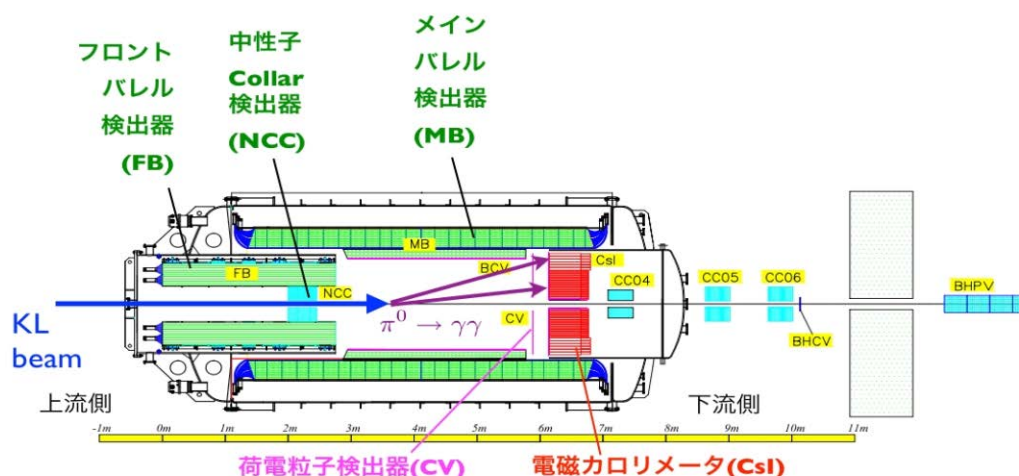 フロント
バレル
検出器
(FB)
中性子
Collar
検出器
(NCC)
メイン
バレル
検出器
(MB)
MB
FB
NCC
BCV
CsI
CC04
CC05
CC06
BHPV
KL
beam
π⁰ → γγ
CV
BHCV
上流側
下流側
-1m 0m 1m 2m 3m 4m 5m 6m 7m 8m 9m 10m 11m
荷電粒子検出器(CV)
電磁カロリメータ(CsI)